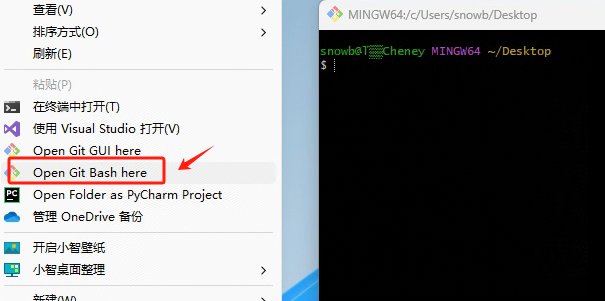 查看(V)
排序方式(O)
刷新(E)
粘贴(P)
在终端中打开(T)
使用 Visual Studio 打开(V)
Open Git GUI here
Open Git Bash here
Open Folder as PyCharm Project
管理 OneDrive 备份
开启小智壁纸
小智桌面整理
新建(W)
MINGW64:/c/Users/snowb/Desktop
snowb@T▒▒Cheney MINGW64 ~/Desktop
$